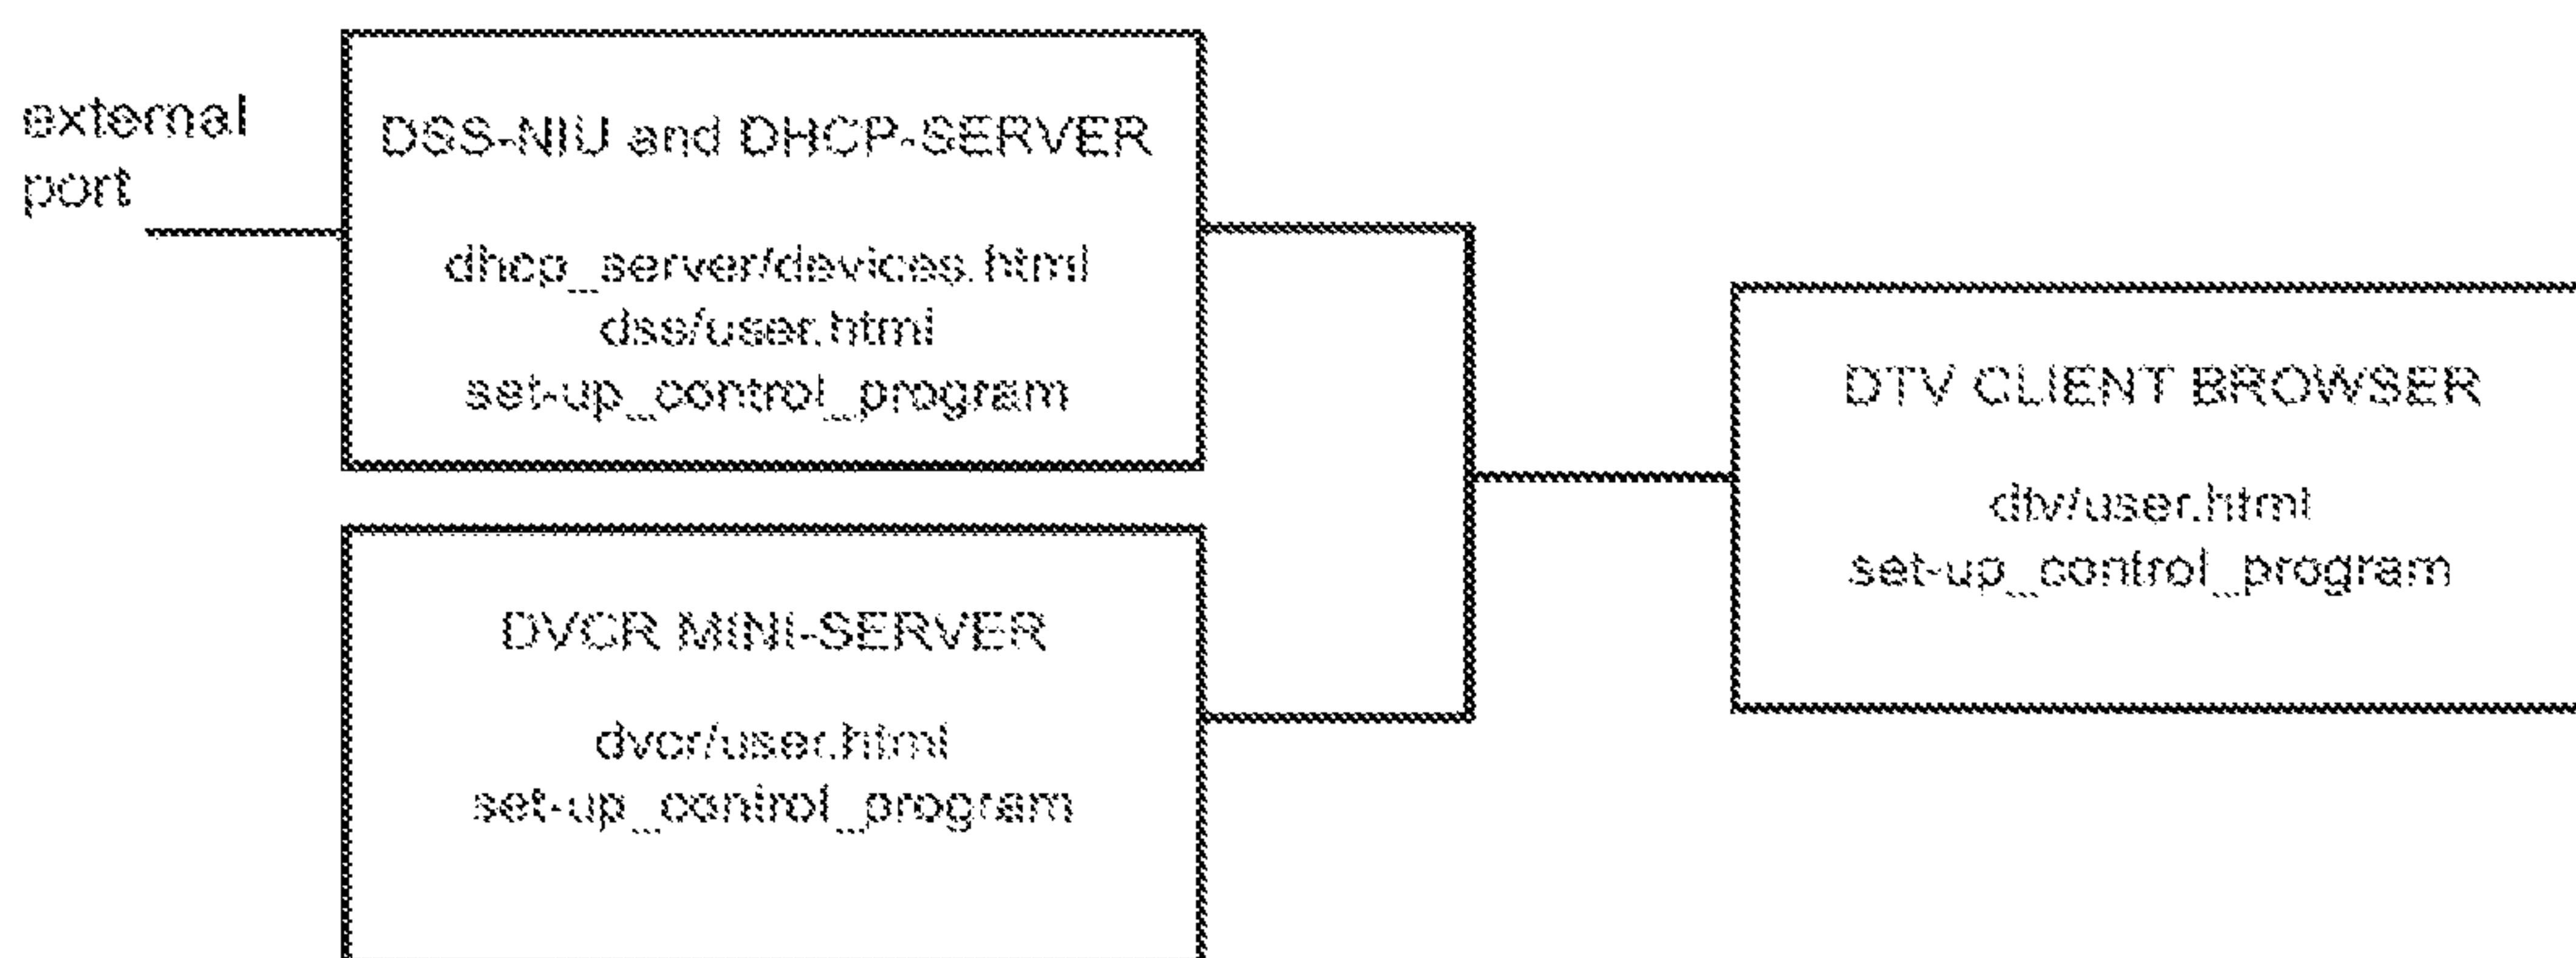 external
port
DSS-NIU and DHCP-SERVER
dhcp_server/devices.html
dss/user.html
set-up_control_program
DVCR MINI-SERVER
dvcr/user.html
set-up_control_program
DTV CLIENT BROWSER
dtv/user.html
set-up_control_program